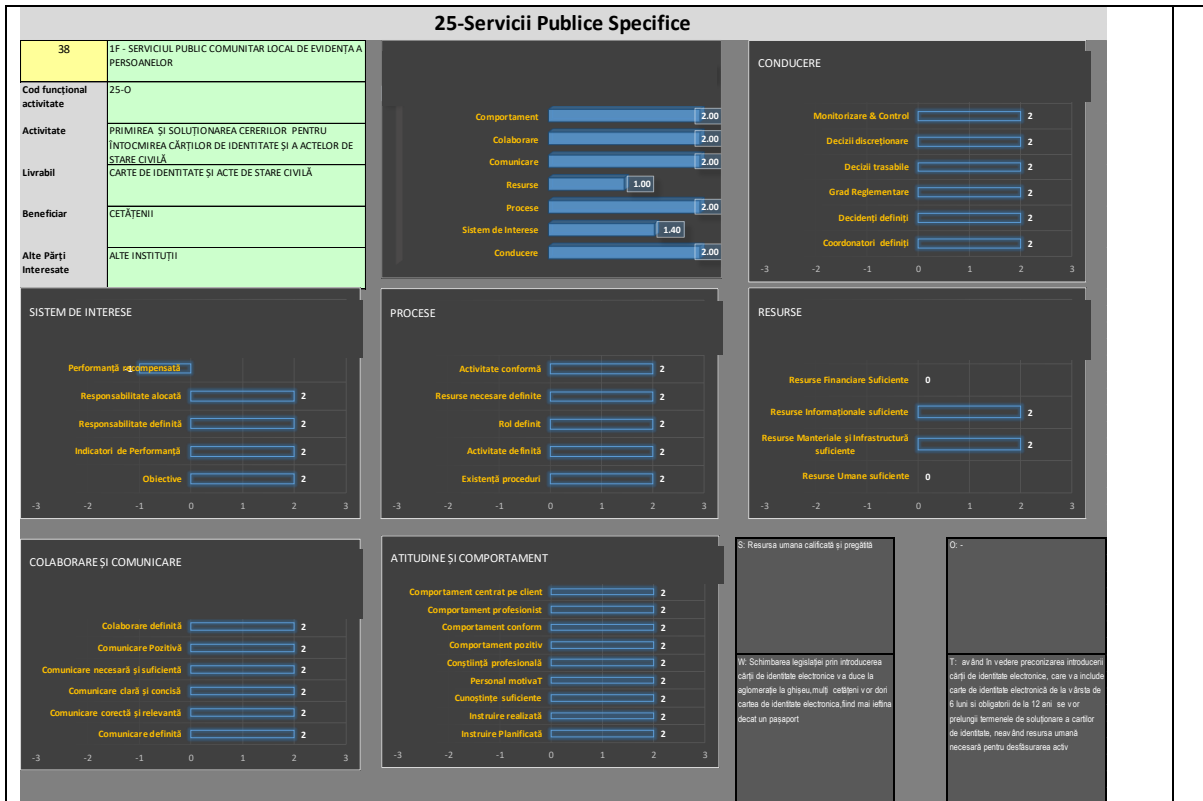 25-Servicii Publice Specifice
38
1F - SERVICIUL PUBLIC COMUNITAR LOCAL DE EVIDENȚA A
PERSOANELOR
Cod funcțional
activitate
25-O
Activitate
PRIMIREA ȘI SOLUȚIONAREA CERERILOR PENTRU
ÎNTOCMIREA CĂRȚILOR DE IDENTITATE ȘI A ACTELOR DE
STARE CIVILĂ
Livrabil
CARTE DE IDENTITATE ȘI ACTE DE STARE CIVILĂ
Beneficiar
CETĂȚENII
Alte Părți
Interesate
ALTE INSTITUȚII
Comportament 2.00
Colaborare 2.00
Comunicare 2.00
Resurse 1.00
Procese 2.00
Sistem de Interese 1.40
Conducere 2.00
CONDUCERE
Monitorizare & Control 2
Decizii discreționare 2
Decizii trasabile 2
Grad Reglementare 2
Decidenți definiți 2
Coordonatori definiți 2
-3 -2 -1 0 1 2 3
SISTEM DE INTERESE
Performanță recompensată -1
Responsabilitate alocată 2
Responsabilitate definită 2
Indicatori de Performanță 2
Obiective 2
-3 -2 -1 0 1 2 3
PROCESE
Activitate conformă 2
Resurse necesare definite 2
Rol definit 2
Activitate definită 2
Existență proceduri 2
-3 -2 -1 0 1 2 3
RESURSE
Resurse Financiare Suficiente 0
Resurse Informaționale suficiente 2
Resurse Manteriale și Infrastructură
suficiente 2
Resurse Umane suficiente 0
-3 -2 -1 0 1 2 3
COLABORARE ȘI COMUNICARE
Colaborare definită 2
Comunicare Pozitivă 2
Comunicare necesară și suficientă 2
Comunicare clară și concisă 2
Comunicare corectă și relevantă 2
Comunicare definită 2
-3 -2 -1 0 1 2 3
ATITUDINE ȘI COMPORTAMENT
Comportament centrat pe client 2
Comportament profesionist 2
Comportament conform 2
Comportament pozitiv 2
Conștiință profesională 2
Personal motivaT 2
Cunoștințe suficiente 2
Instruire realizată 2
Instruire Planificată 2
-3 -2 -1 0 1 2 3
S: Resursa umana calificată și pregătită
O: -
W: Schimbarea legislației prin introducerea
cărții de identitate electronice va duce la
aglomerație la ghișeu,mulți cetățeni vor dori
cartea de identitate electronica,fiind mai ieftina
decat un pașaport
T: având în vedere preconizarea introducerii
cărții de identitate electronice, care va include
carte de identitate electronică de la vârsta de
6 luni si obligatorii de la 12 ani se vor
prelungii termenele de soluționare a cartilor
de identitate, neavând resursa umană
necesară pentru desfăsurarea activ